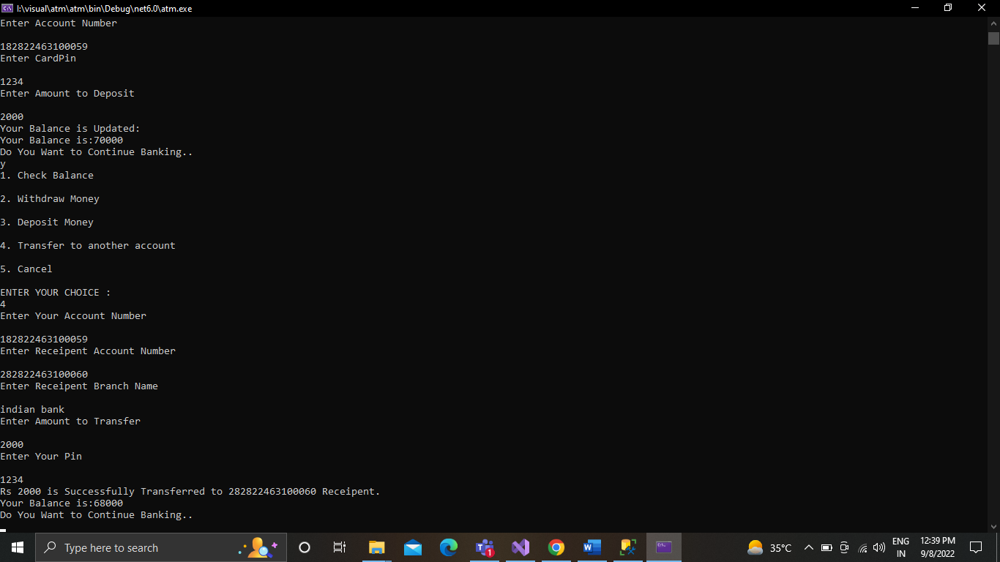 I:\visual\atm\atm\bin\Debug\net6.0\atm.exe
Enter Account Number
182822463100059
Enter CardPin
1234
Enter Amount to Deposit
2000
Your Balance is Updated:
Your Balance is:70000
Do You Want to Continue Banking..
y
1. Check Balance
2. Withdraw Money
3. Deposit Money
4. Transfer to another account
5. Cancel
ENTER YOUR CHOICE :
4
Enter Your Account Number
182822463100059
Enter Receipent Account Number
282822463100060
Enter Receipent Branch Name
indian bank
Enter Amount to Transfer
2000
Enter Your Pin
1234
Rs 2000 is Successfully Transferred to 282822463100060 Receipent.
Your Balance is:68000
Do You Want to Continue Banking..
Type here to search
1
35°C
ENG
IN
12:39 PM
9/8/2022